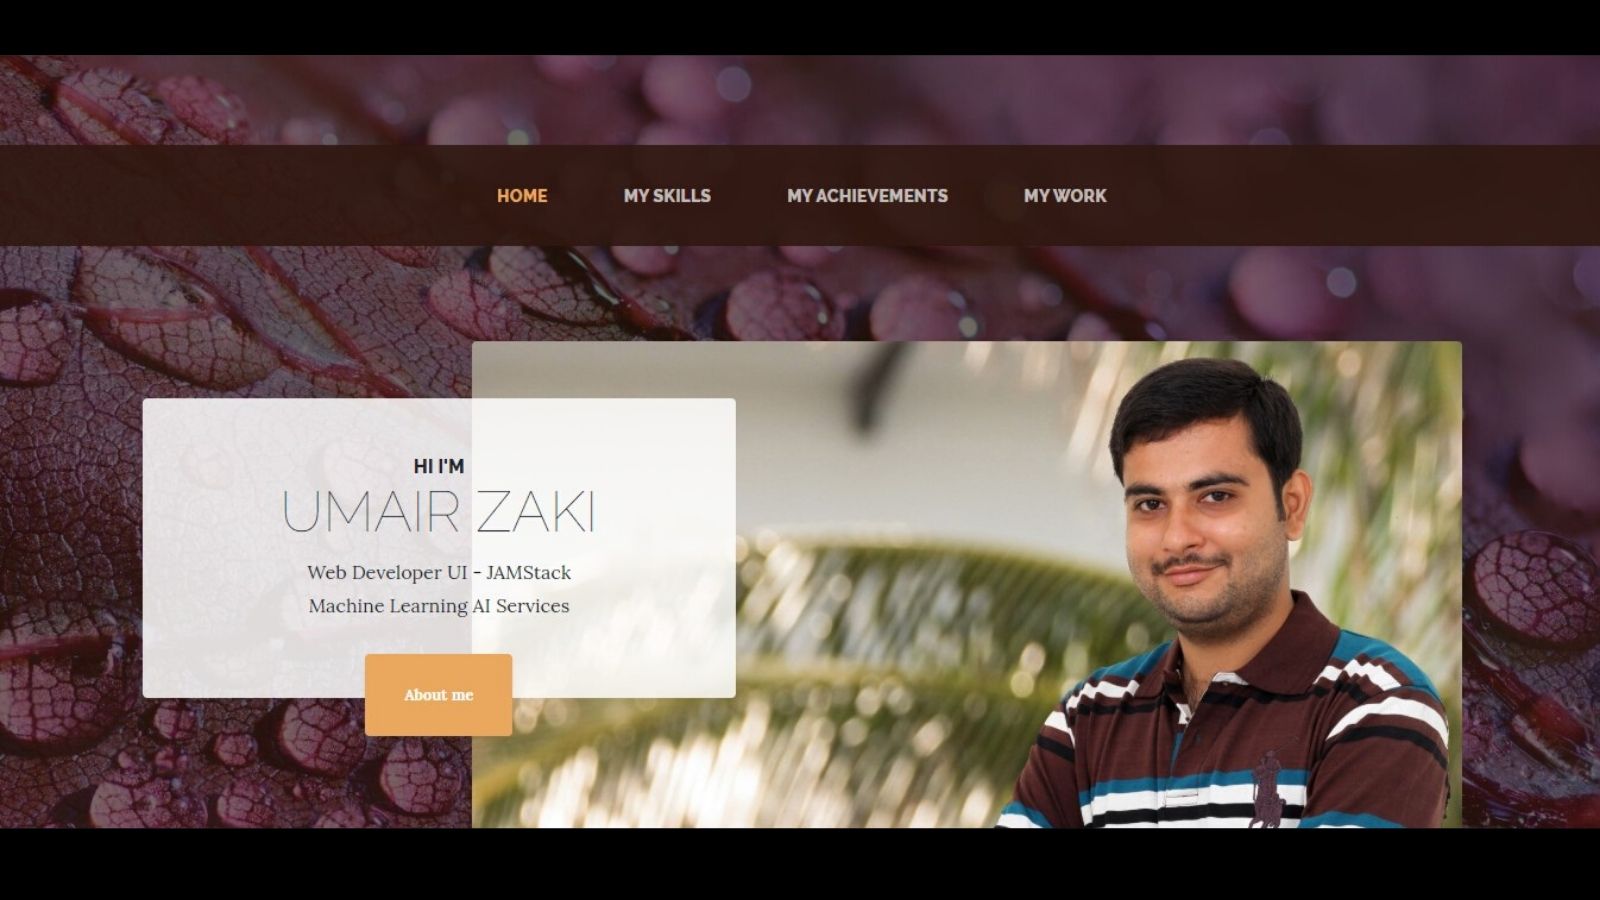 HOME
MY SKILLS
MY ACHIEVEMENTS
MY WORK
HI I'M
UMAIR ZAKI
Web Developer UI - JAMStack
Machine Learning AI Services
About me